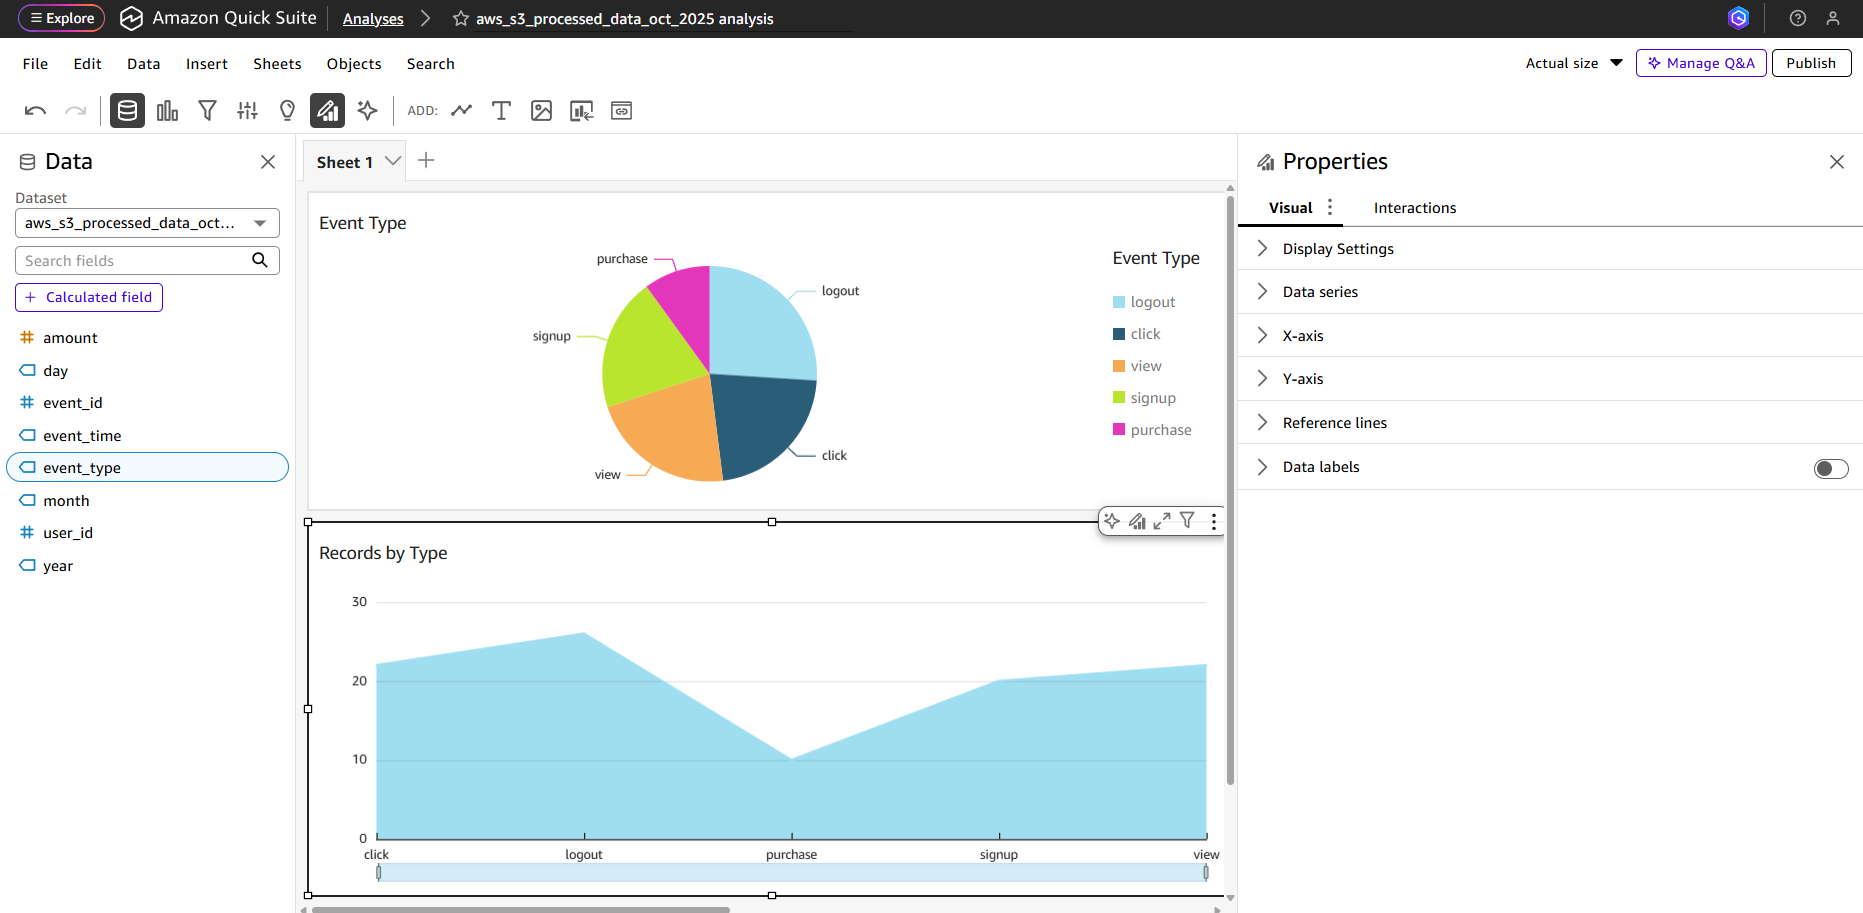 Explore
Amazon Quick Suite
Analyses
aws_s3_processed_data_oct_2025 analysis
File Edit Data Insert Sheets Objects Search
Actual size
Manage Q&A
Publish
ADD:
Data
Dataset
aws_s3_processed_data_oct...
Search fields
+ Calculated field
amount
day
event_id
event_time
event_type
month
user_id
year
Sheet 1
Event Type
purchase
logout
signup
view
click
Event Type
logout
click
view
signup
purchase
Records by Type
30
20
10
0
click logout purchase signup view
Properties
Visual
Interactions
Display Settings
Data series
X-axis
Y-axis
Reference lines
Data labels